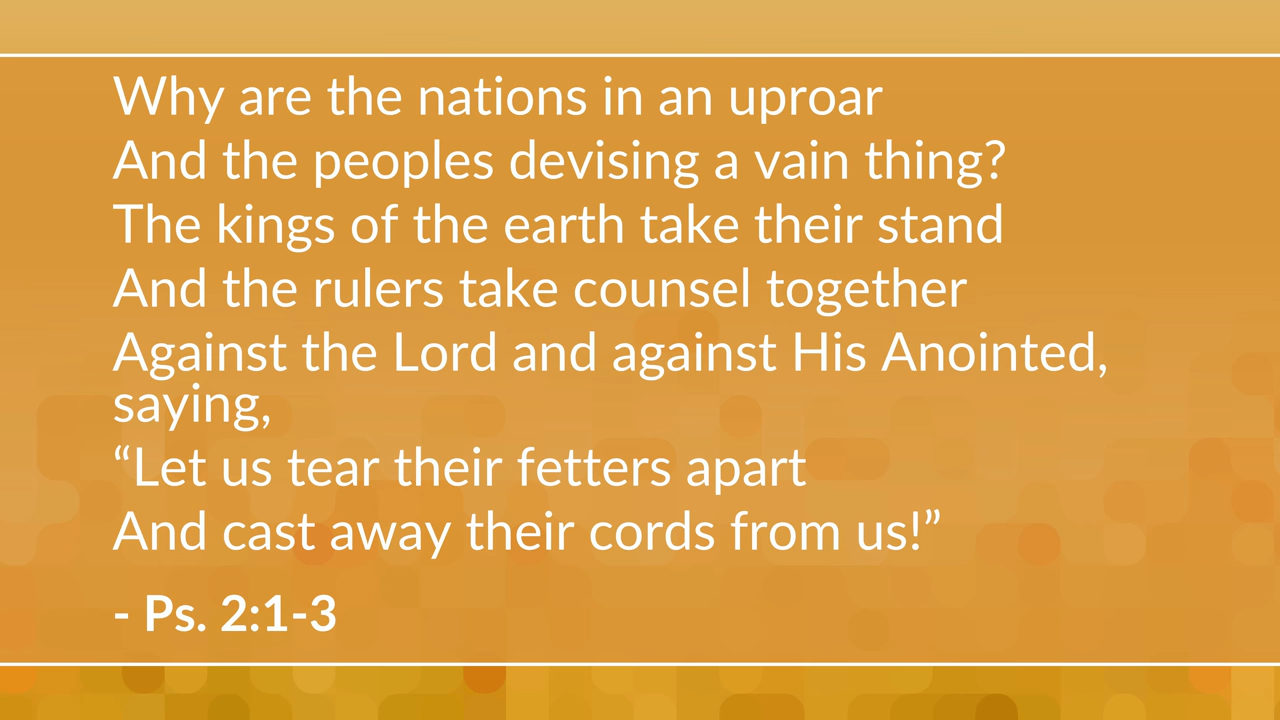 Why are the nations in an uproar
And the peoples devising a vain thing?
The kings of the earth take their stand
And the rulers take counsel together
Against the Lord and against His Anointed,
saying,
“Let us tear their fetters apart
And cast away their cords from us!”
- Ps. 2:1-3